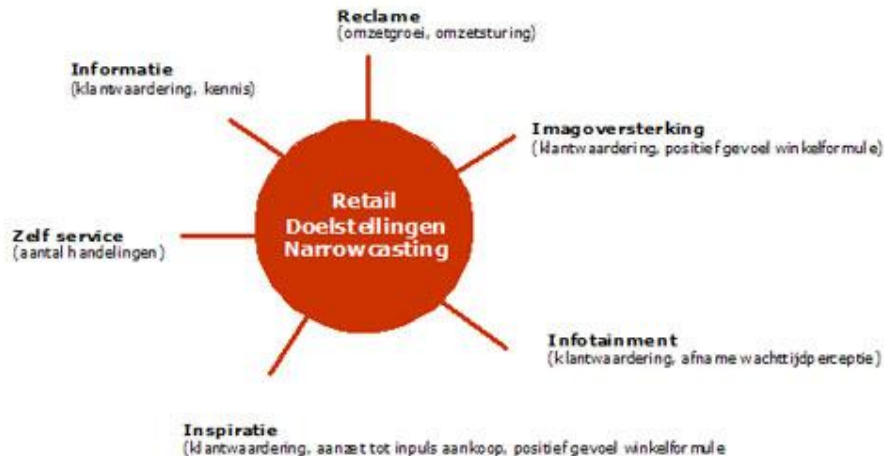 Reclame
(omzetgroei, omzetsturing)
Informatie
(klantwaardering, kennis)
Imagoversterking
(klantwaardering, positief gevoel winkelformule)
Retail
Doelstellingen
Narrowcasting
Zelf service
(aantal handelingen)
Infotainment
(klantwaardering, afname wachttijdperceptie)
Inspiratie
(klantwaardering, aanzet tot inpuls aankoop, positief gevoel winkelformule